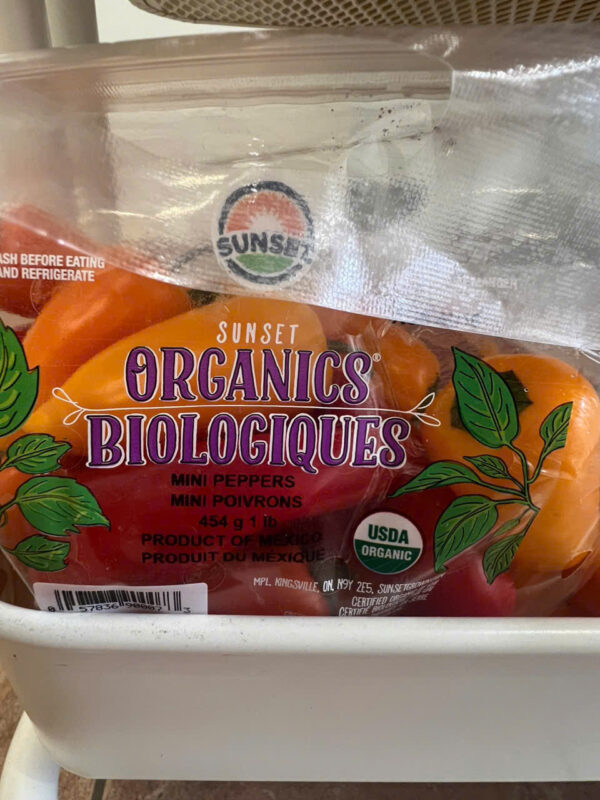 SUNSET
ASH BEFORE EATING
AND REFRIGERATE
SUNSET
ORGANICS®
BIOLOGIQUES
MINI PEPPERS
MINI POIVRONS
454 g 1 lb
PRODUCT OF MEXICO
PRODUIT DU MEXIQUE
USDA
ORGANIC
MPL, KINGSVILLE, ON, N9Y 2E5,
CERTIFIED